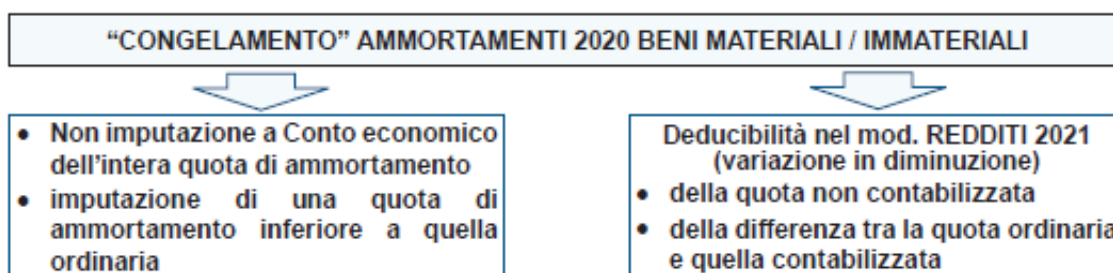 “CONGELAMENTO” AMMORTAMENTI 2020 BENI MATERIALI / IMMATERIALI
• Non imputazione a Conto economico
dell’intera quota di ammortamento
• imputazione di una quota di
ammortamento inferiore a quella
ordinaria
Deducibilità nel mod. REDDITI 2021
(variazione in diminuzione)
• della quota non contabilizzata
• della differenza tra la quota ordinaria
e quella contabilizzata